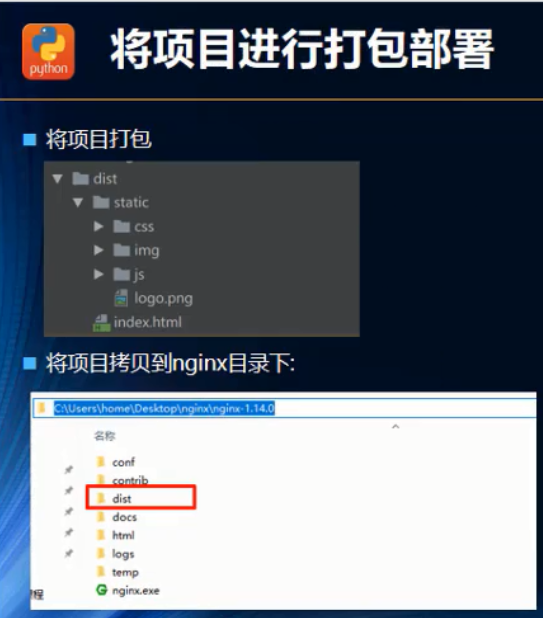 python
将项目进行打包部署
将项目打包
dist
static
css
img
js
logo.png
index.html
将项目拷贝到nginx目录下:
C:\Users\home\Desktop\nginx\nginx-1.14.0
名称
conf
contrib
dist
docs
html
logs
temp
nginx.exe
程